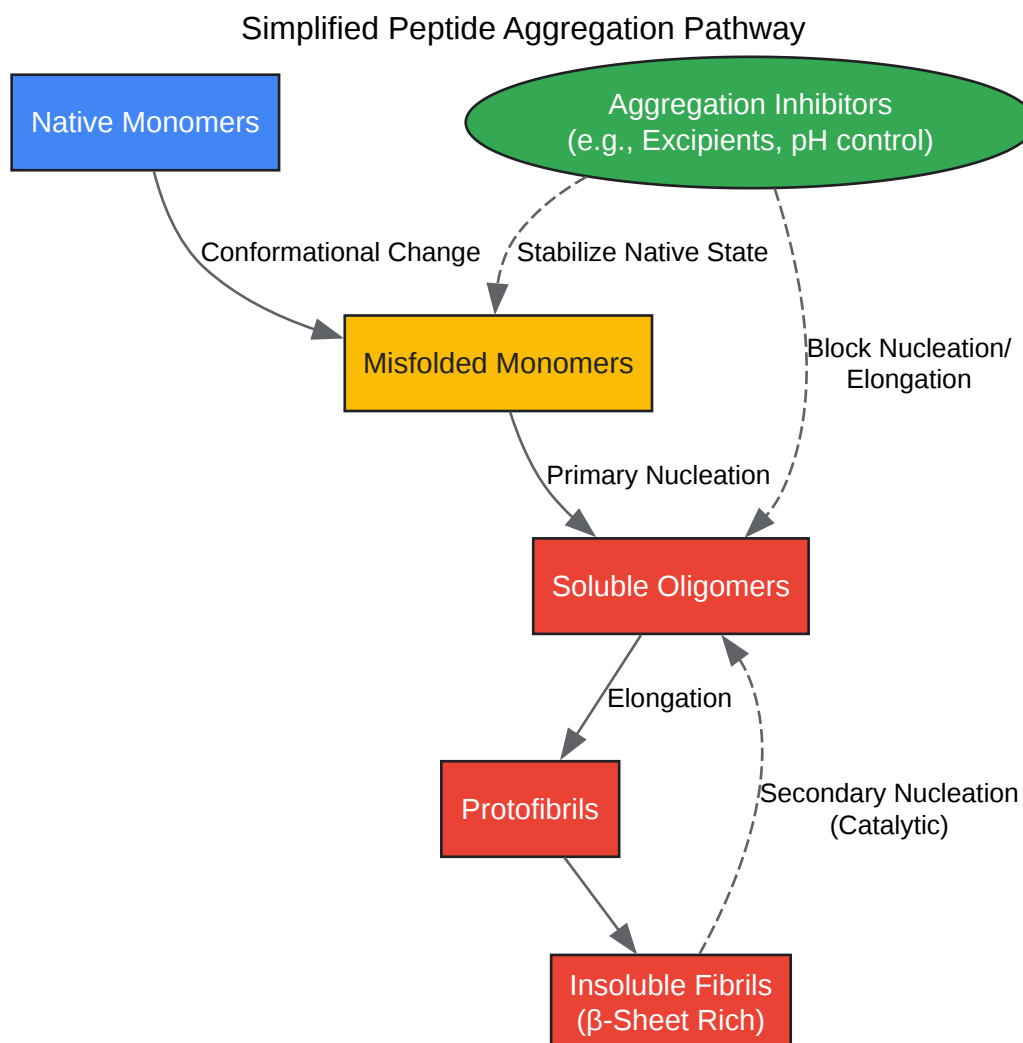 Simplified Peptide Aggregation Pathway
Native Monomers
Aggregation Inhibitors
(e.g., Excipients, pH control)
Conformational Change
Stabilize Native State
Misfolded Monomers
Block Nucleation/
Elongation
Primary Nucleation
Soluble Oligomers
Elongation
Protofibrils
Secondary Nucleation
(Catalytic)
Insoluble Fibrils
(β-Sheet Rich)